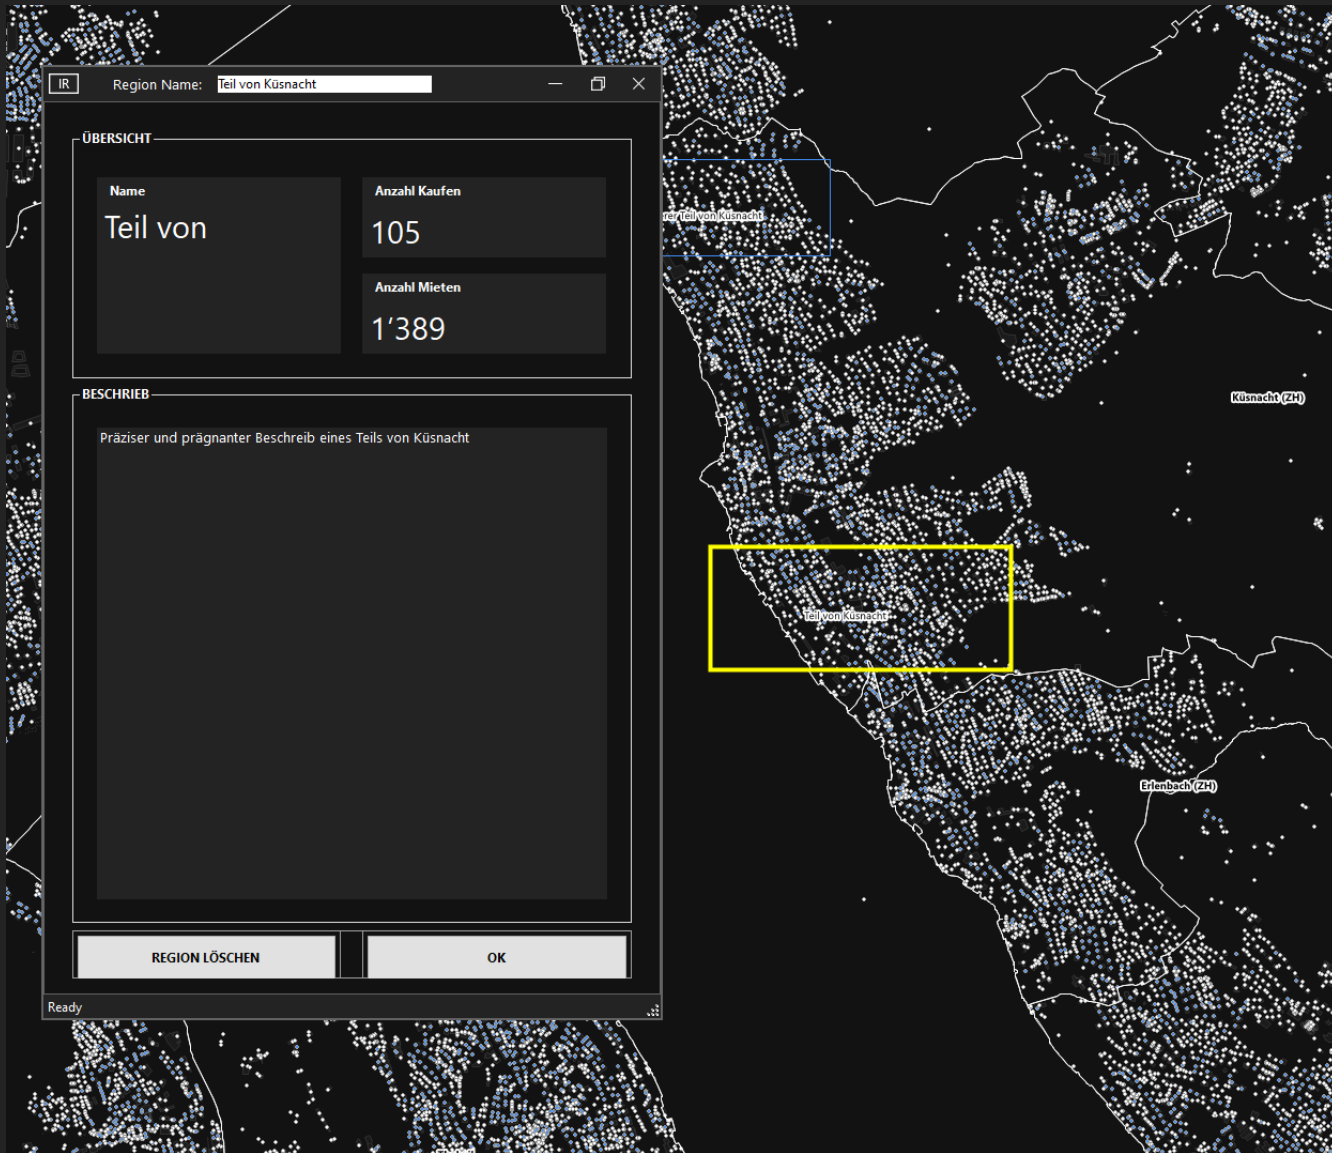 IR
Region Name:
Teil von Küsnacht
ÜBERSICHT
Name
Teil von
Anzahl Kaufen
105
Anzahl Mieten
1’389
BESCHRIEB
Präziser und prägnanter Beschreib eines Teils von Küsnacht
REGION LÖSCHEN
OK
Ready
Teil von Küsnacht
Küsnacht (ZH)
Teil von Küsnacht
Erlenbach (ZH)